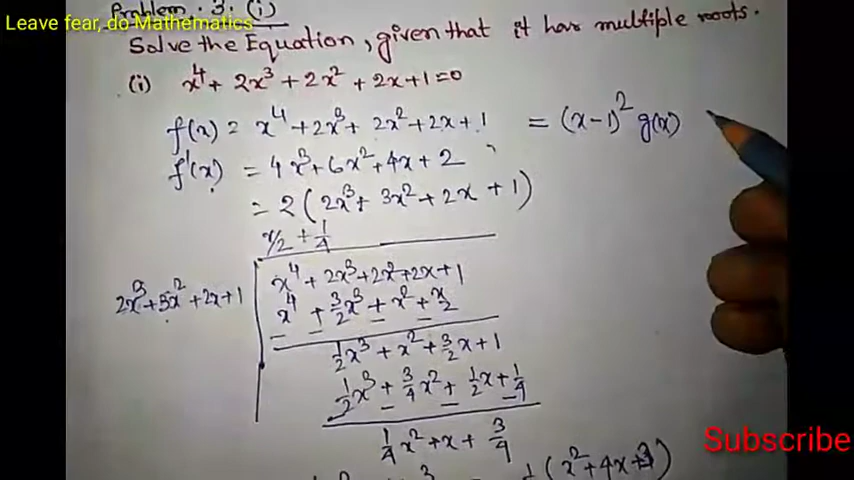 Problem. 3: (i)
Leave fear, do Mathematics
Solve the Equation, given that it has multiple roots.
(i) x⁴ + 2x³ + 2x² + 2x + 1 = 0
f(x) = x⁴ + 2x³ + 2x² + 2x + 1 = (x-1)² g(x)
f'(x) = 4x³ + 6x² + 4x + 2
= 2 ( 2x³ + 3x² + 2x + 1 )
x/2 + 1/4
2x³ + 3x² + 2x + 1 | x⁴ + 2x³ + 2x² + 2x + 1
x⁴ + 3/2 x³ + x² + x/2
- - - -
1/2 x³ + x² + 3/2 x + 1
1/2 x³ + 3/4 x² + 1/2 x + 1/4
- - - -
1/4 x² + x + 3/4
Subscribe
(x² + 4x + 3)